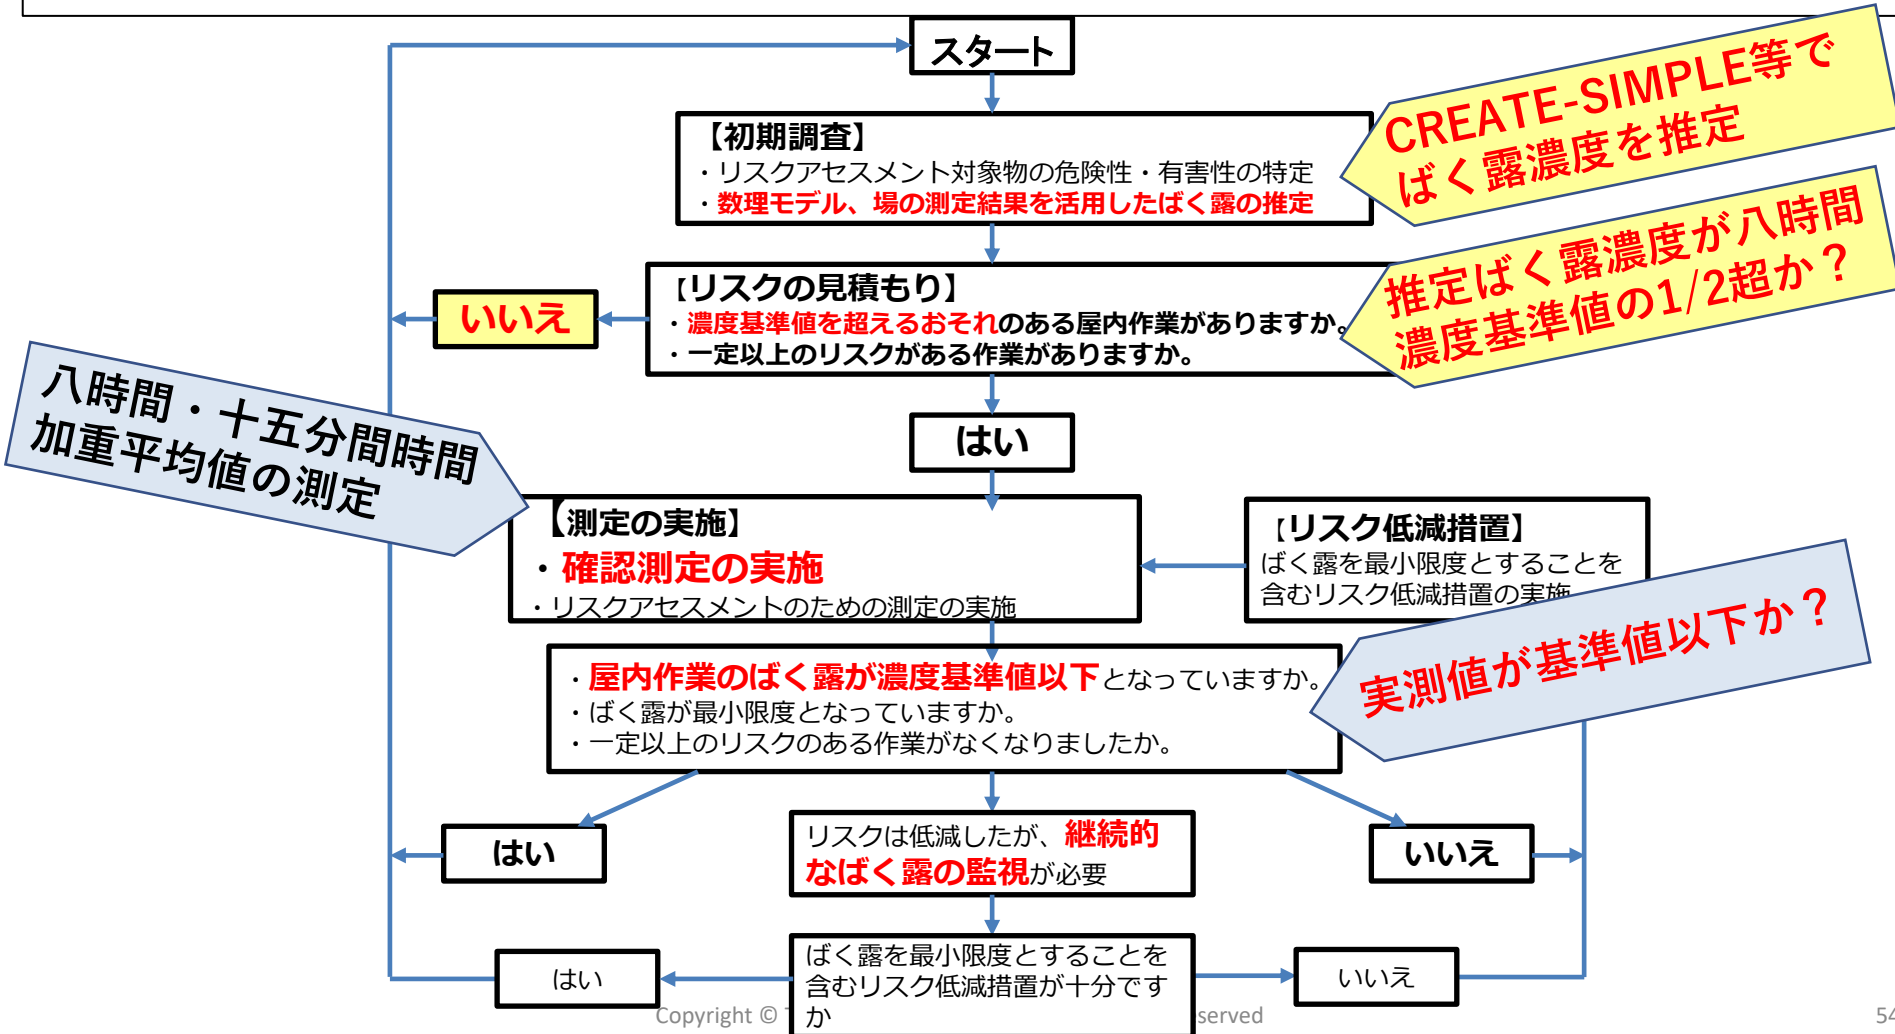 スタート
CREATE-SIMPLE等で
ばく露濃度を推定
【初期調査】
・リスクアセスメント対象物の危険性・有害性の特定
・数理モデル、場の測定結果を活用したばく露の推定
推定ばく露濃度が八時間
濃度基準値の1/2超か？
【リスクの見積もり】
・濃度基準値を超えるおそれのある屋内作業がありますか。
・一定以上のリスクがある作業がありますか。
いいえ
はい
八時間・十五分間時間
加重平均値の測定
【測定の実施】
・確認測定の実施
・リスクアセスメントのための測定の実施
【リスク低減措置】
ばく露を最小限度とすることを
含むリスク低減措置の実施
実測値が基準値以下か？
・屋内作業のばく露が濃度基準値以下となっていますか。
・ばく露が最小限度となっていますか。
・一定以上のリスクのある作業がなくなりましたか。
はい
リスクは低減したが、継続的
なばく露の監視が必要
いいえ
はい
ばく露を最小限度とすることを
含むリスク低減措置が十分です
か
いいえ
Copyright ©
served
54